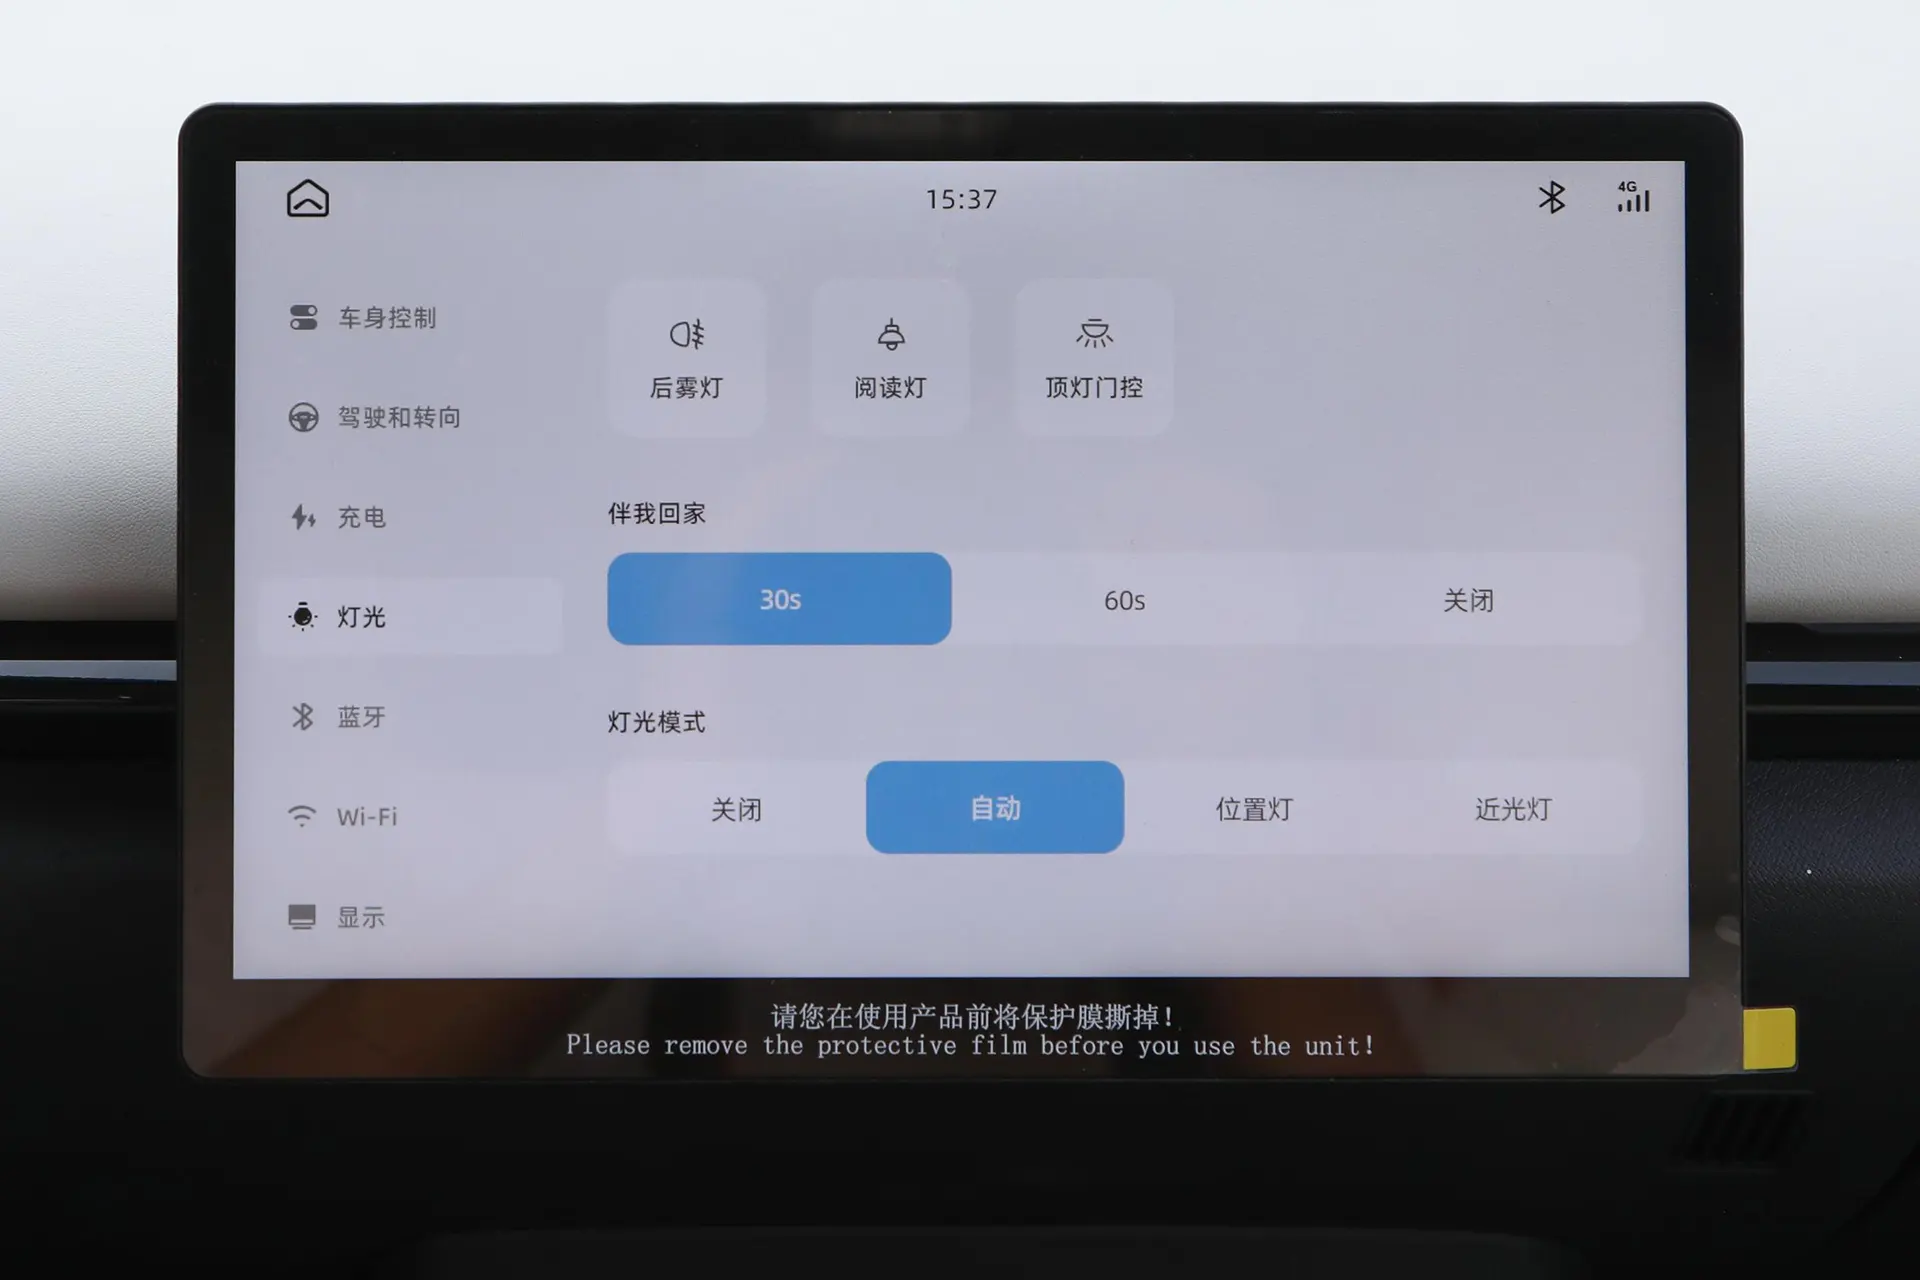 15:37
4G
车身控制
驾驶和转向
充电
灯光
蓝牙
Wi-Fi
显示
后雾灯
阅读灯
顶灯门控
伴我回家
30s
60s
关闭
灯光模式
关闭
自动
位置灯
近光灯
请您在使用产品前将保护膜撕掉！
Please remove the protective film before you use the unit!